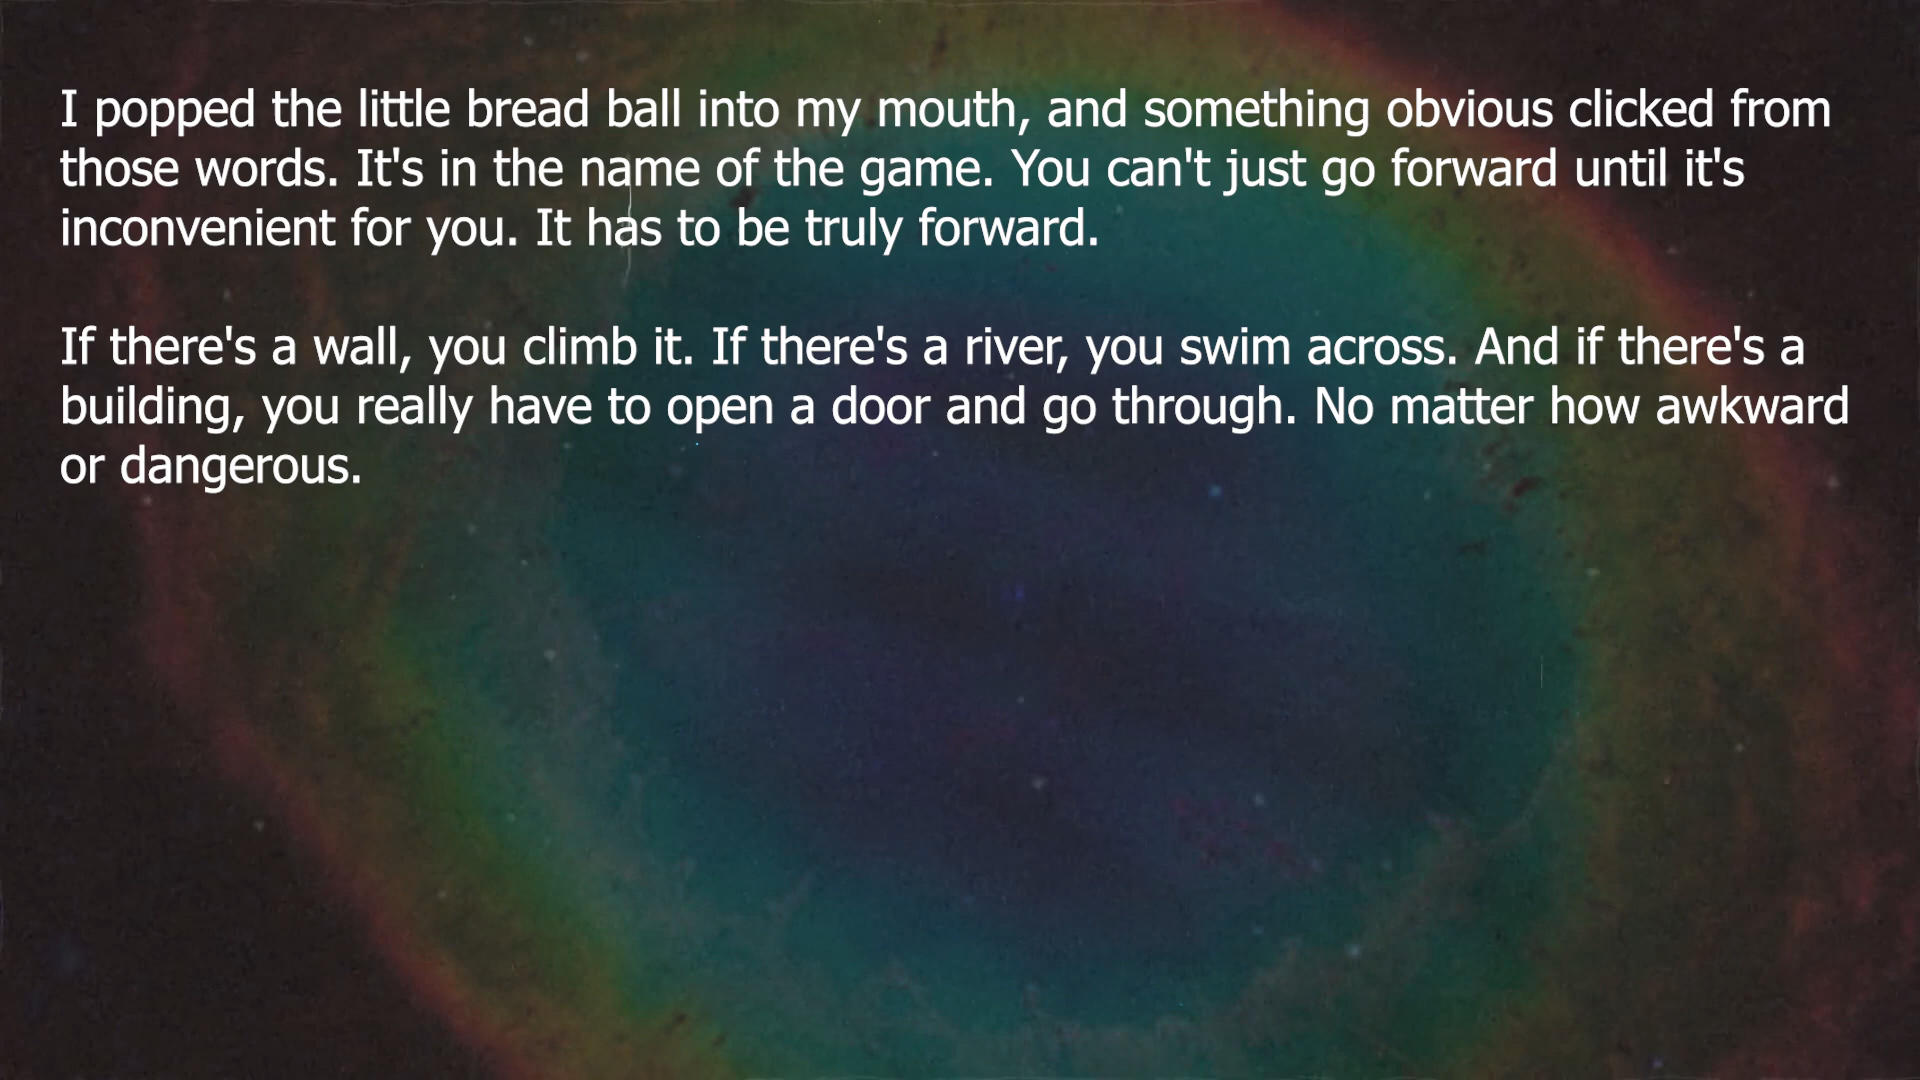 I popped the little bread ball into my mouth, and something obvious clicked from
those words. It's in the name of the game. You can't just go forward until it's
inconvenient for you. It has to be truly forward.
If there's a wall, you climb it. If there's a river, you swim across. And if there's a
building, you really have to open a door and go through. No matter how awkward
or dangerous.